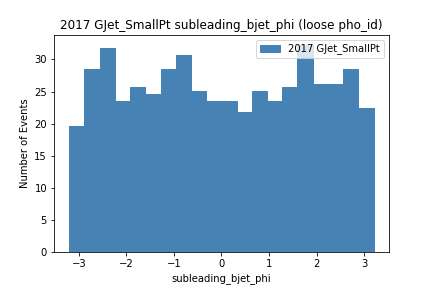 2017 GJet_SmallPt subleading_bjet_phi (loose pho_id)
2017 GJet_SmallPt
Number of Events
30
25
20
15
10
5
0
−3 −2 −1 0 1 2 3
subleading_bjet_phi